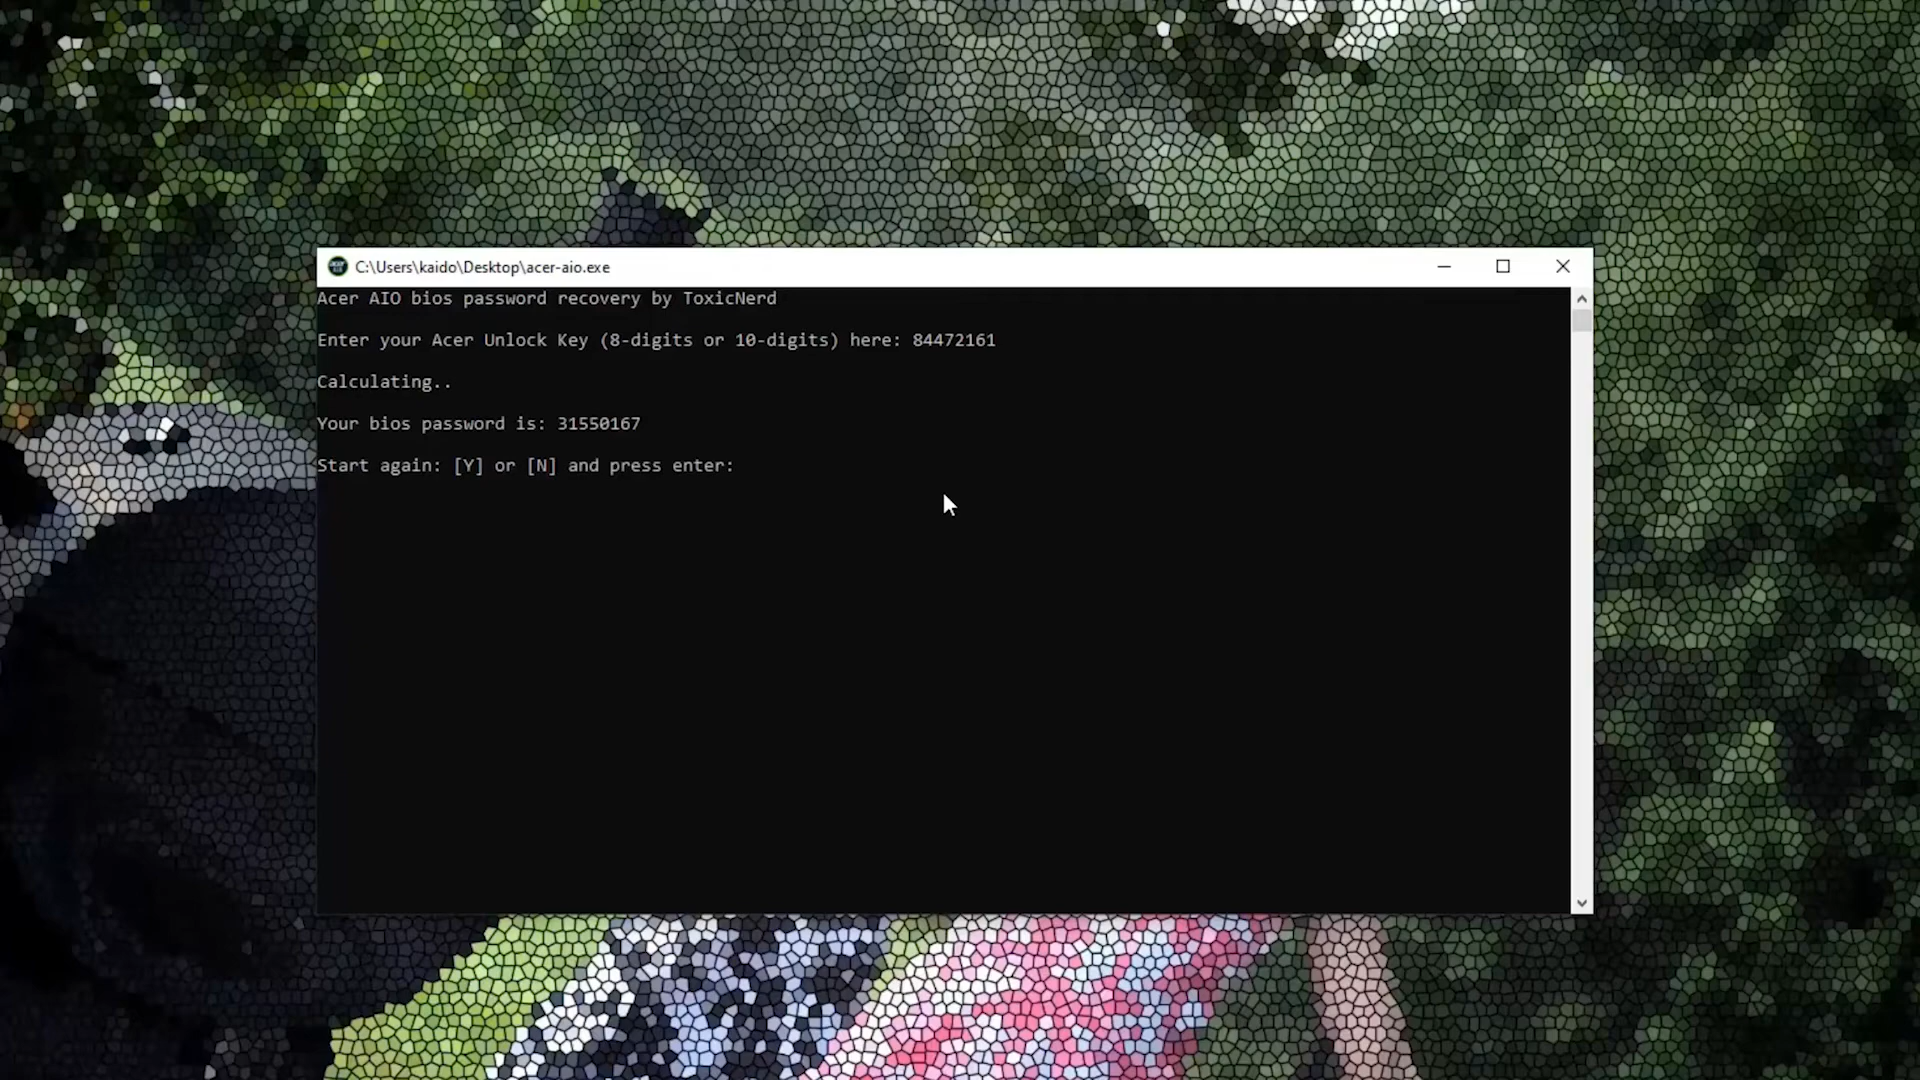 C:\Users\kaido\Desktop\acer-aio.exe
Acer AIO bios password recovery by ToxicNerd
Enter your Acer Unlock Key (8-digits or 10-digits) here: 84472161
Calculating..
Your bios password is: 31550167
Start again: [Y] or [N] and press enter: